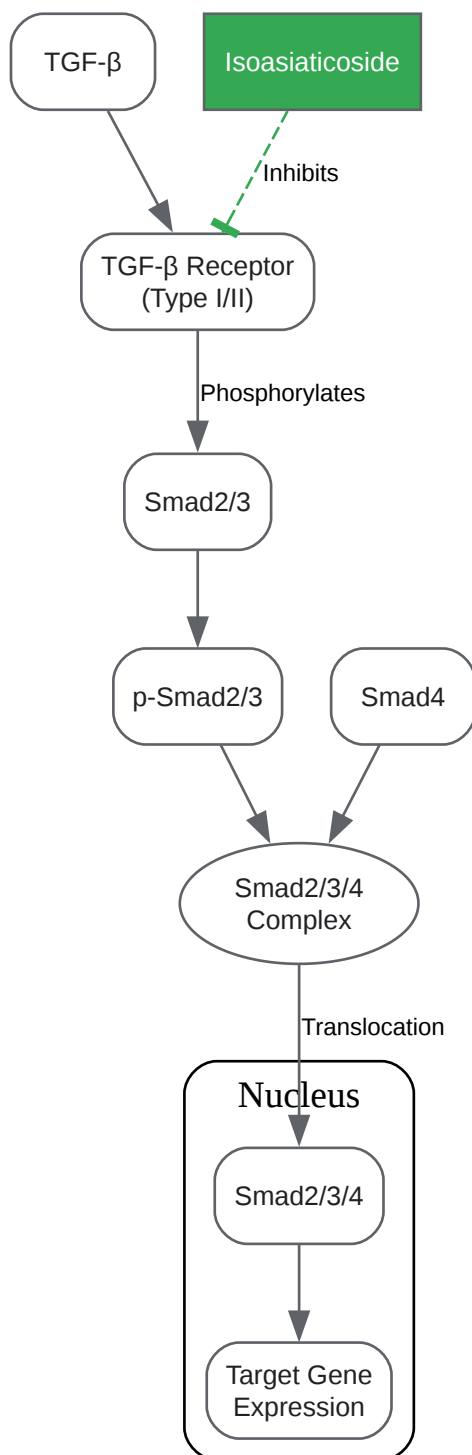 TGF-β
Isoasiaticoside
Inhibits
TGF-β Receptor
(Type I/II)
Phosphorylates
Smad2/3
p-Smad2/3
Smad4
Smad2/3/4
Complex
Translocation
Nucleus
Smad2/3/4
Target Gene
Expression